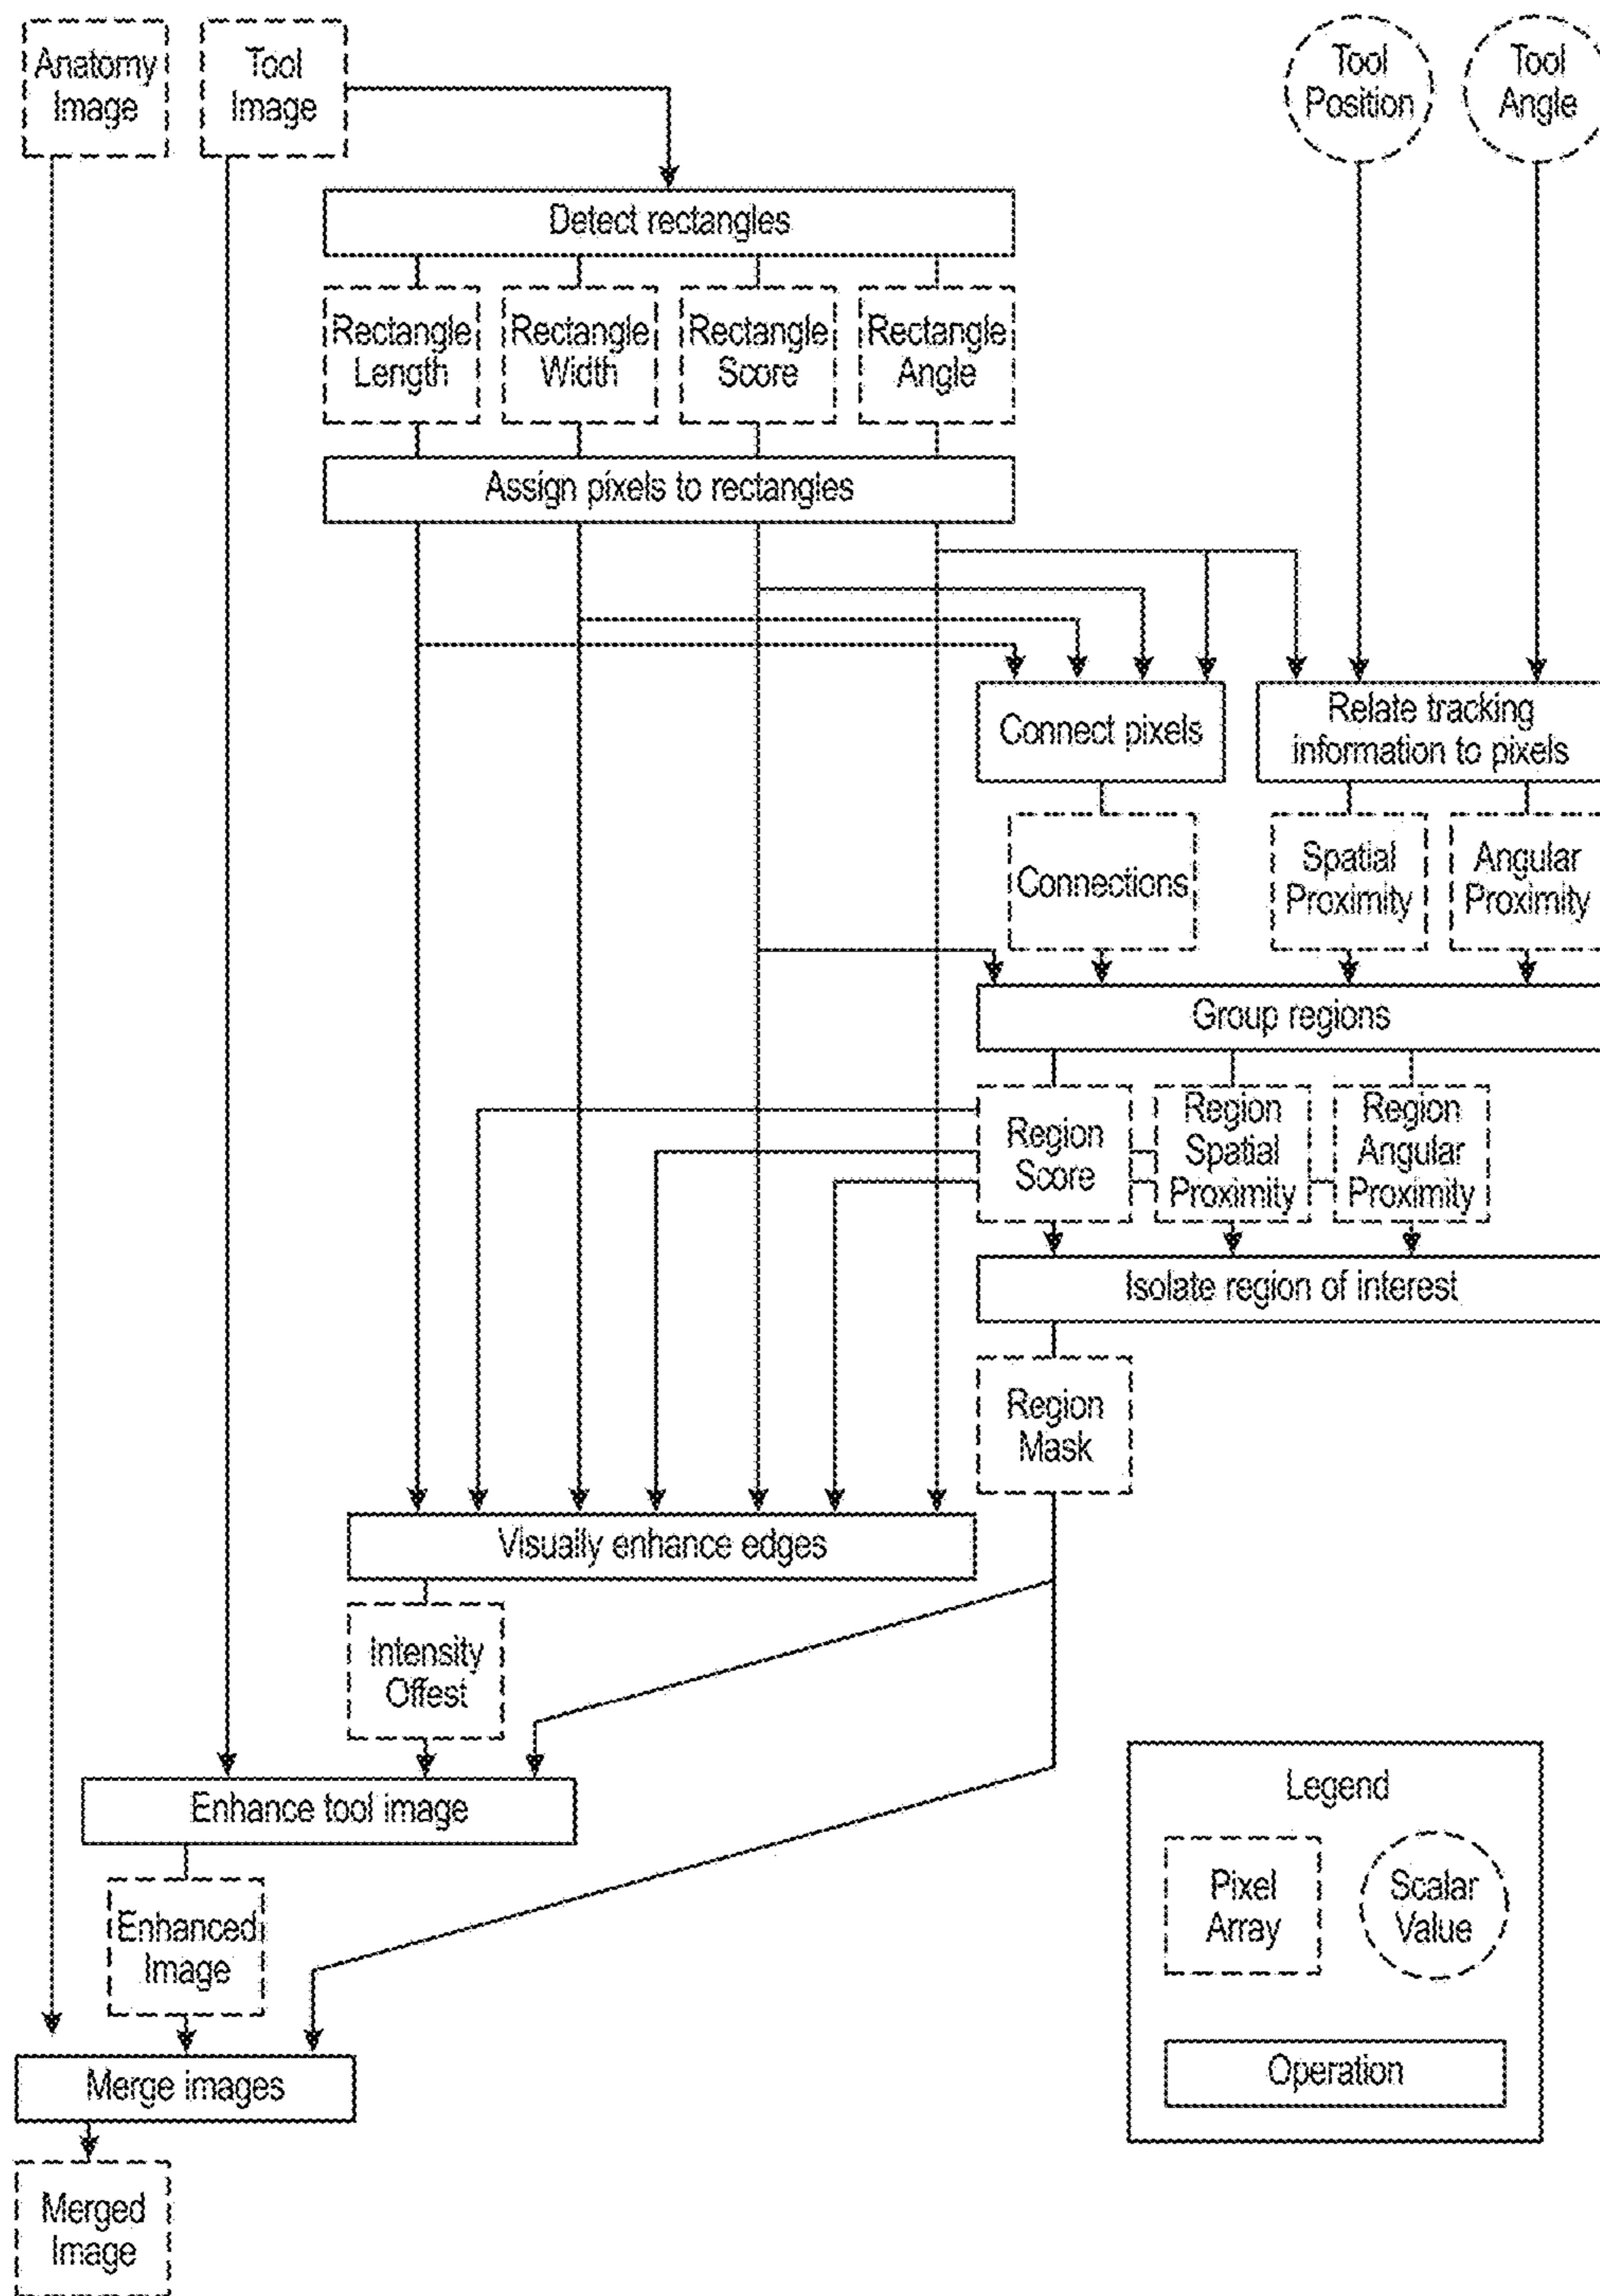 Anatomy
Image
Tool
Image
Tool
Position
Tool
Angle
Detect rectangles
Rectangle
Length
Rectangle
Width
Rectangle
Score
Rectangle
Angle
Assign pixels to rectangles
Connect pixels
Relate tracking
information to pixels
Connections
Spatial
Proximity
Angular
Proximity
Group regions
Region
Score
Region
Spatial
Proximity
Region
Angular
Proximity
Isolate region of interest
Region
Mask
Visually enhance edges
Intensity
Offest
Enhance tool image
Enhanced
Image
Merge images
Merged
Image
Legend
Pixel
Array
Scalar
Value
Operation